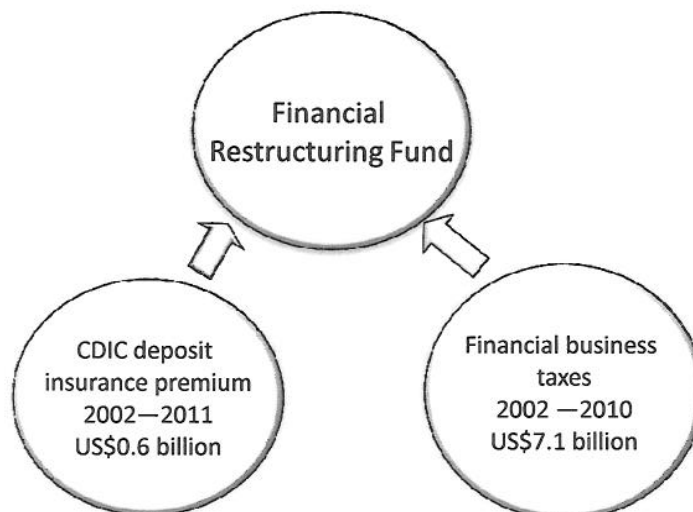 Financial
Restructuring Fund
CDIC deposit
insurance premium
2002—2011
US$0.6 billion
Financial business
taxes
2002 —2010
US$7.1 billion